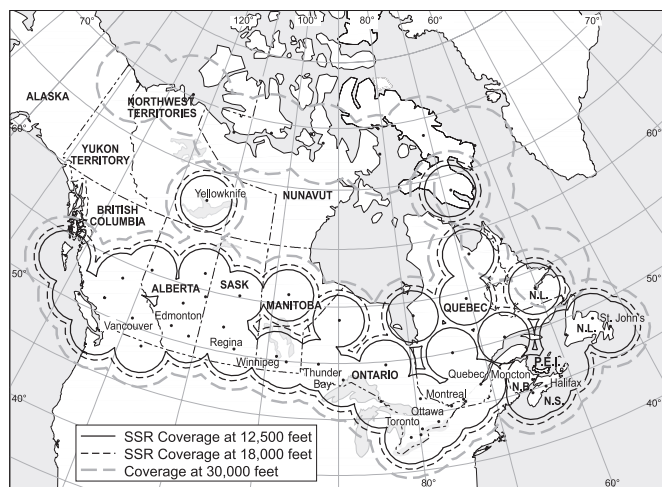 70°
120°
100°
80°
60°
70°
ALASKA
NORTHWEST
TERRITORIES
60°
60°
YUKON
TERRITORY
Yellowknife
NUNAVUT
BRITISH
COLUMBIA
50°
50°
ALBERTA
SASK
MANITOBA
QUEBEC
N.L.
Edmonton
Vancouver
N.L.
St. John's
Regina
Winnipeg
Thunder
Bay
ONTARIO
Quebec
Moncton
P.E.I.
N.B.
Halifax
N.S.
Montreal
Ottawa
Toronto
40°
40°
SSR Coverage at 12,500 feet
SSR Coverage at 18,000 feet
Coverage at 30,000 feet
80°
60°